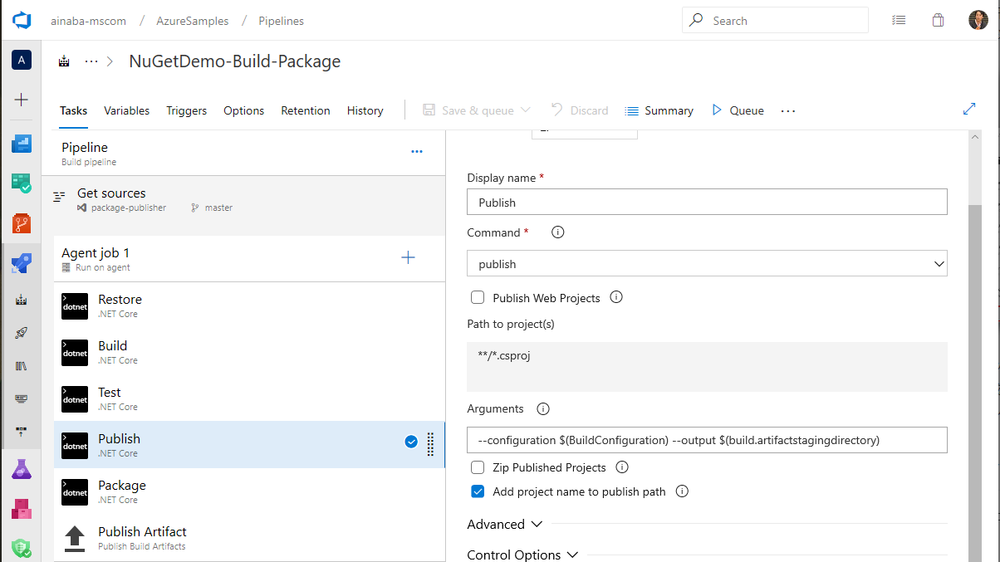 ainaba-mscom / AzureSamples / Pipelines
Search
A
... NuGetDemo-Build-Package
Tasks Variables Triggers Options Retention History Save & queue Discard Summary Queue ...
Pipeline
Build pipeline
Get sources
package-publisher master
Agent job 1
Run on agent
dotnet
Restore
.NET Core
dotnet
Build
.NET Core
dotnet
Test
.NET Core
dotnet
Publish
.NET Core
dotnet
Package
.NET Core
Publish Artifact
Publish Build Artifacts
Display name *
Publish
Command *
publish
Publish Web Projects
Path to project(s)
**/*.csproj
Arguments
--configuration $(BuildConfiguration) --output $(build.artifactstagingdirectory)
Zip Published Projects
Add project name to publish path
Advanced
Control Options